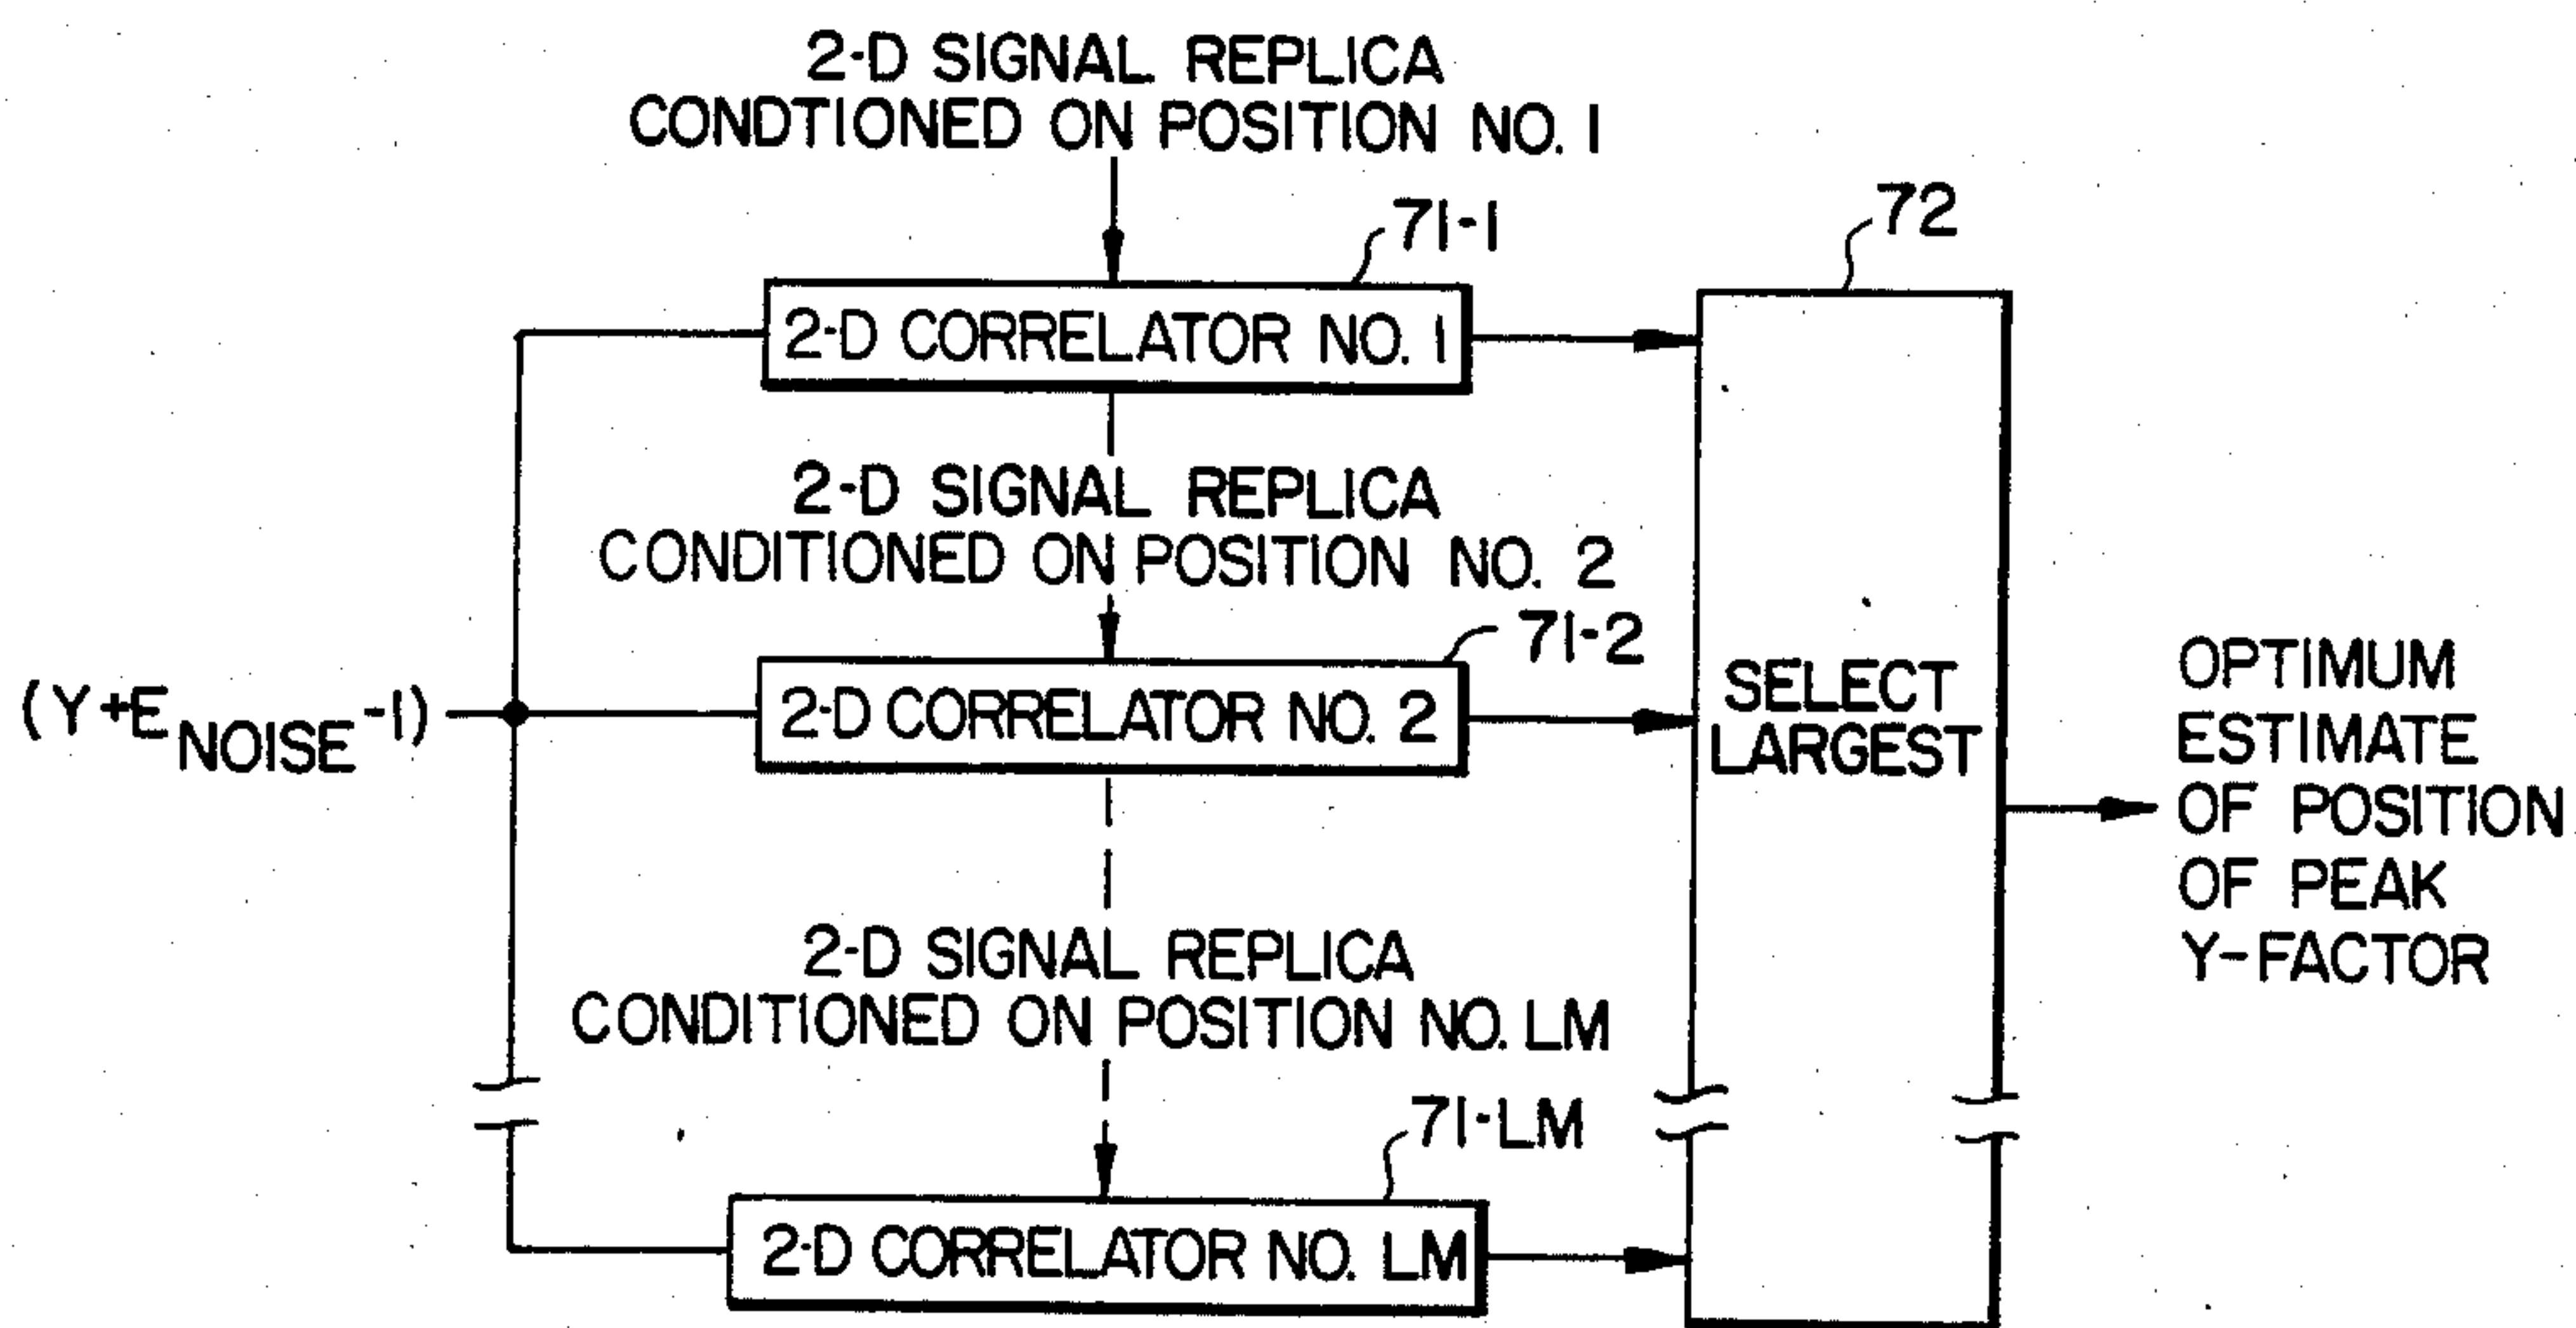 2-D SIGNAL REPLICA
CONDTIONED ON POSITION NO. 1
71-1
72
2-D CORRELATOR NO. 1
2-D SIGNAL REPLICA
CONDITIONED ON POSITION NO. 2
71-2
(Y+E NOISE -1)
2-D CORRELATOR NO. 2
SELECT
LARGEST
OPTIMUM
ESTIMATE
OF POSITION
OF PEAK
Y-FACTOR
2-D SIGNAL REPLICA
CONDITIONED ON POSITION NO. LM
71-LM
2-D CORRELATOR NO. LM